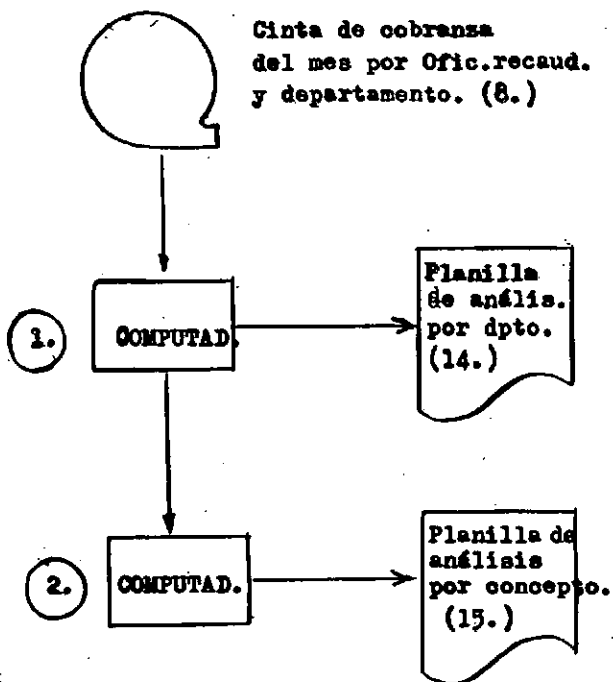 Cinta de cobransa
del mes por Ofic.recaud.
y departamento. (8.)
1.
COMPUTAD.
Planilla
de anális.
por dpto.
(14.)
2.
COMPUTAD.
Planilla de
análisis
por concepto.
(15.)